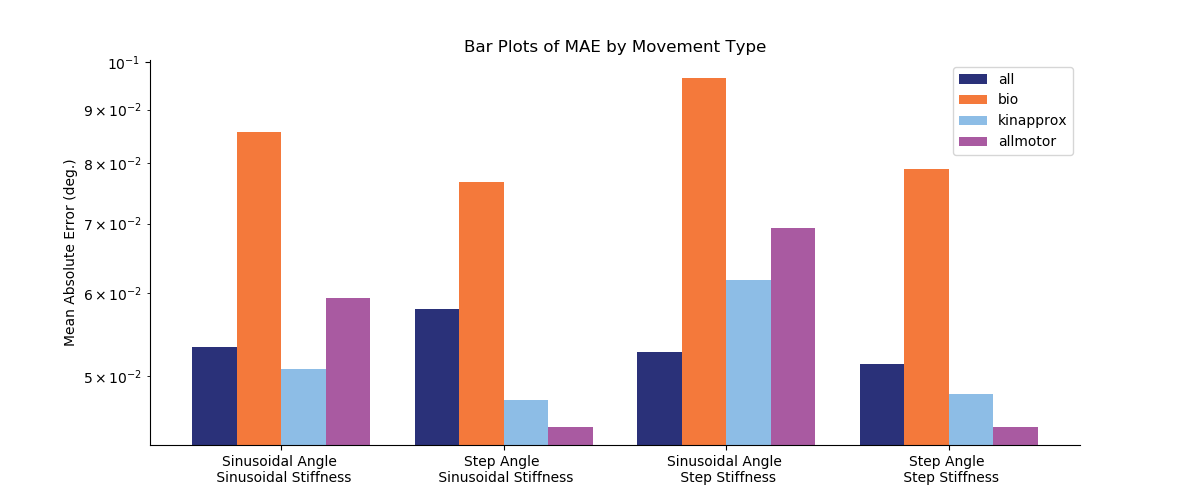 Bar Plots of MAE by Movement Type
Mean Absolute Error (deg.)
10⁻¹
9 × 10⁻²
8 × 10⁻²
7 × 10⁻²
6 × 10⁻²
5 × 10⁻²
all
bio
kinapprox
allmotor
Sinusoidal Angle
Sinusoidal Stiffness
Step Angle
Sinusoidal Stiffness
Sinusoidal Angle
Step Stiffness
Step Angle
Step Stiffness